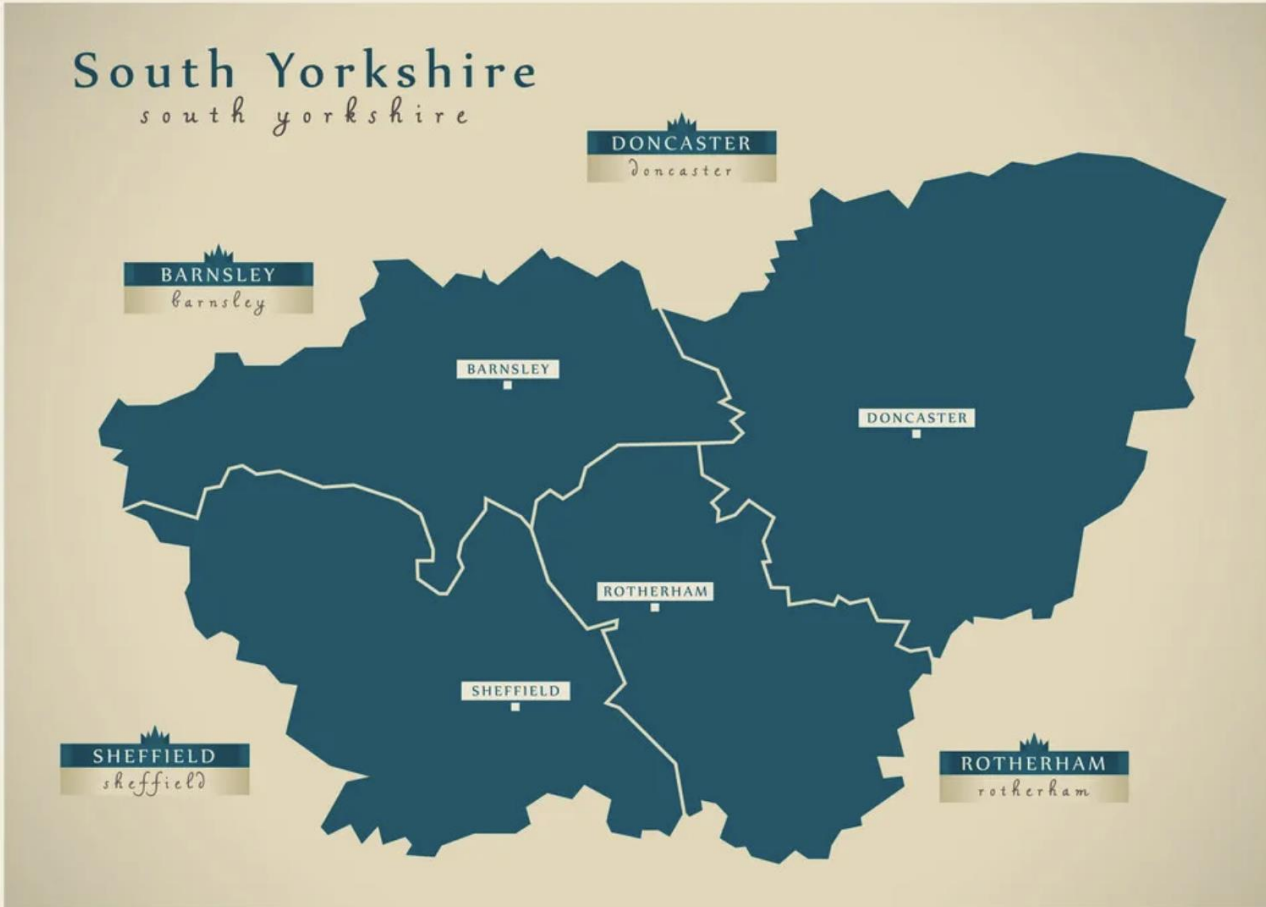 South Yorkshire
south yorkshire
DONCASTER
doncaster
BARNSLEY
barnsley
BARNSLEY
DONCASTER
ROTHERHAM
SHEFFIELD
SHEFFIELD
sheffield
ROTHERHAM
rotherham